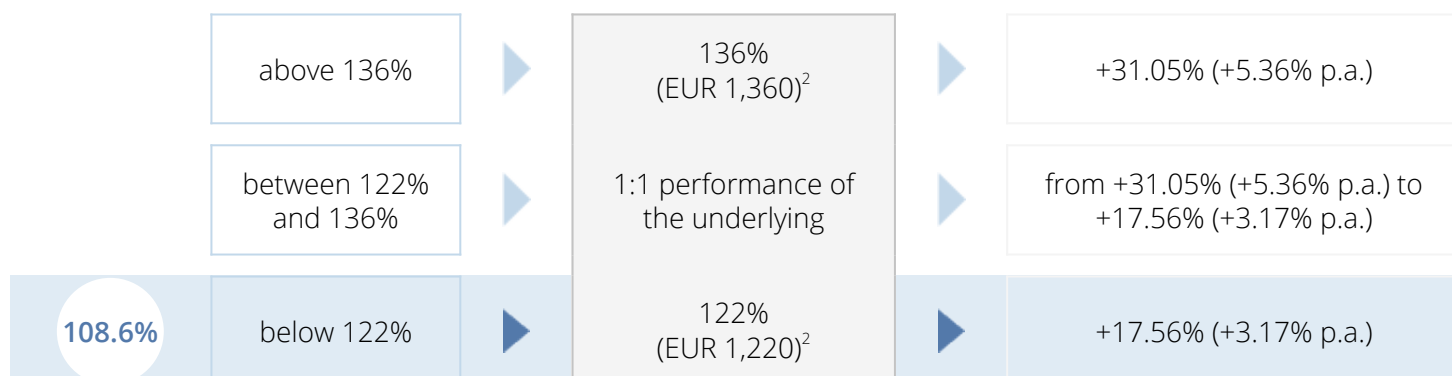 above 136%
136%
(EUR 1,360)2
+31.05% (+5.36% p.a.)
between 122%
and 136%
1:1 performance of
the underlying
from +31.05% (+5.36% p.a.) to
+17.56% (+3.17% p.a.)
108.6%
below 122%
122%
(EUR 1,220)2
+17.56% (+3.17% p.a.)